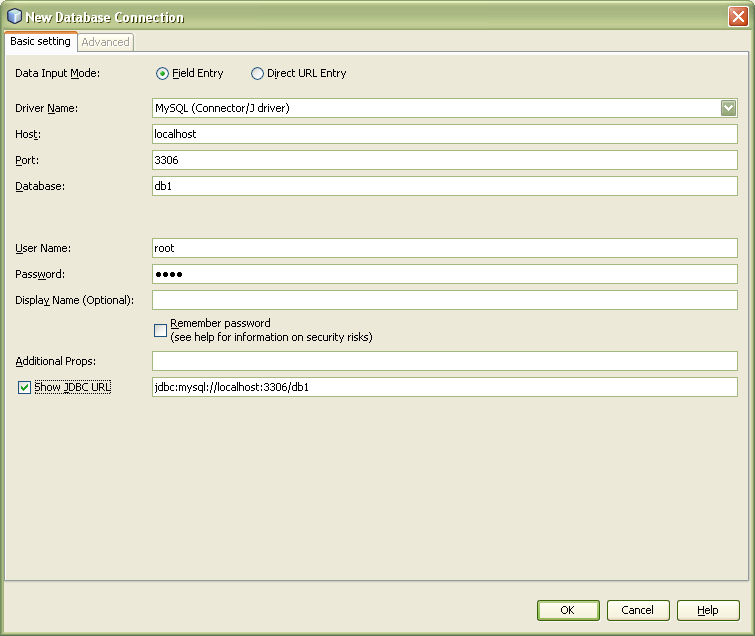 New Database Connection
Basic setting Advanced
Data Input Mode: Field Entry Direct URL Entry
Driver Name: MySQL (Connector/J driver)
Host: localhost
Port: 3306
Database: db1
User Name: root
Password: ●●●●
Display Name (Optional):
Remember password
(see help for information on security risks)
Additional Props:
Show JDBC URL jdbc:mysql://localhost:3306/db1
OK Cancel Help